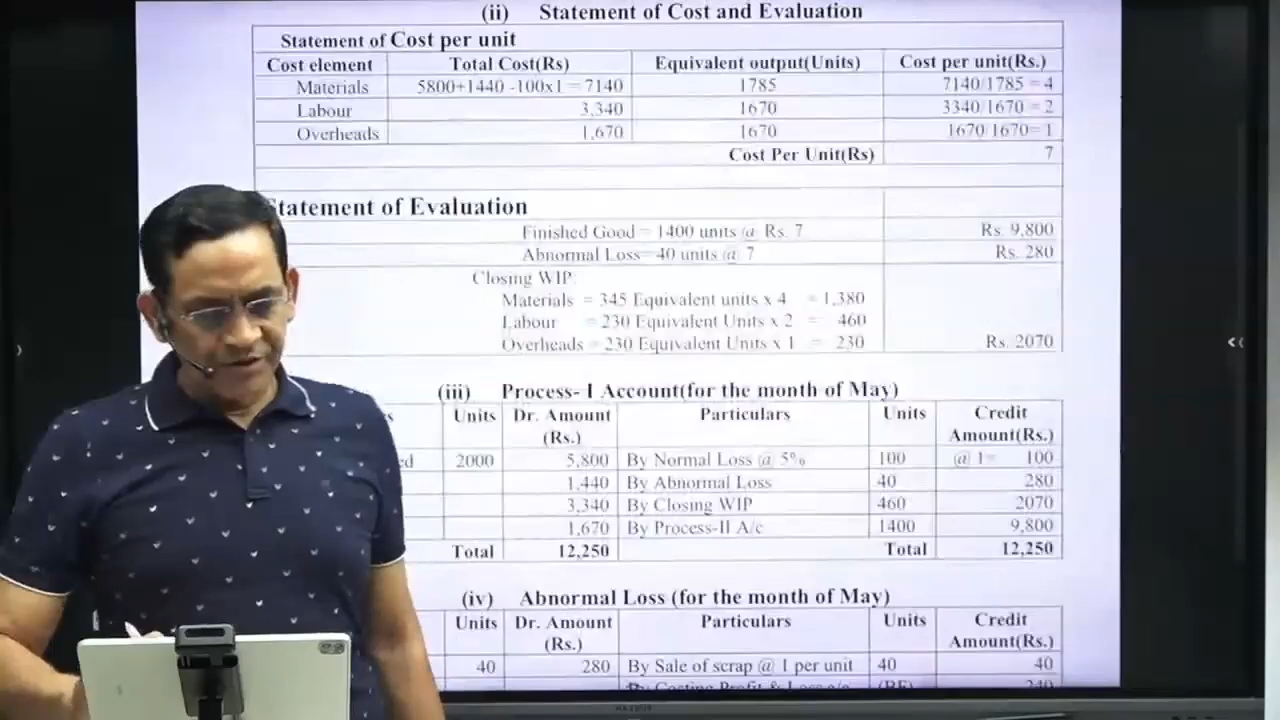 (ii) Statement of Cost and Evaluation
Statement of Cost per unit
Cost element Total Cost(Rs) Equivalent output(Units) Cost per unit(Rs.)
Materials 5800+1440 -100x1 = 7140 1785 7140/1785 = 4
Labour 3,340 1670 3340/1670 = 2
Overheads 1,670 1670 1670/1670= 1
Cost Per Unit(Rs) 7
Statement of Evaluation
Finished Good = 1400 units @ Rs. 7 Rs. 9,800
Abnormal Loss= 40 units @ 7 Rs. 280
Closing WIP:
Materials = 345 Equivalent units x 4 = 1,380
Labour = 230 Equivalent Units x 2 = 460
Overheads = 230 Equivalent Units x 1 = 230 Rs. 2070
(iii) Process- I Account(for the month of May)
Units Dr. Amount (Rs.) Particulars Units Credit Amount(Rs.)
ed 2000 5,800 By Normal Loss @ 5% 100 @ 1= 100
1,440 By Abnormal Loss 40 280
3,340 By Closing WIP 460 2070
1,670 By Process-II A/c 1400 9,800
Total 12,250 Total 12,250
(iv) Abnormal Loss (for the month of May)
Units Dr. Amount (Rs.) Particulars Units Credit Amount(Rs.)
40 280 By Sale of scrap @ 1 per unit 40 40
By Costing Profit & Loss a/c (BF) 240